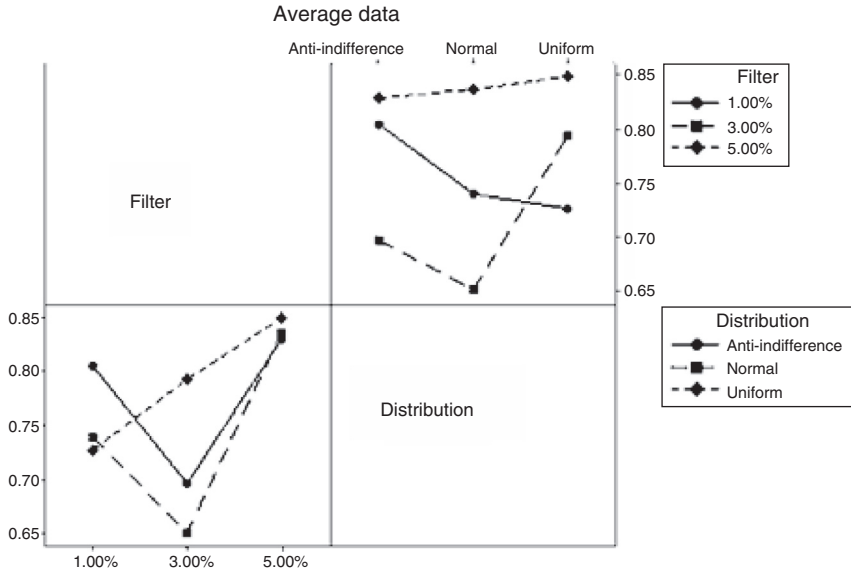 Average data
Anti-indifference Normal Uniform
0.85
0.80
0.75
0.70
0.65
Filter
1.00%
3.00%
5.00%
Filter
0.85
0.80
0.75
0.70
0.65
Distribution
Distribution
Anti-indifference
Normal
Uniform
1.00% 3.00% 5.00%